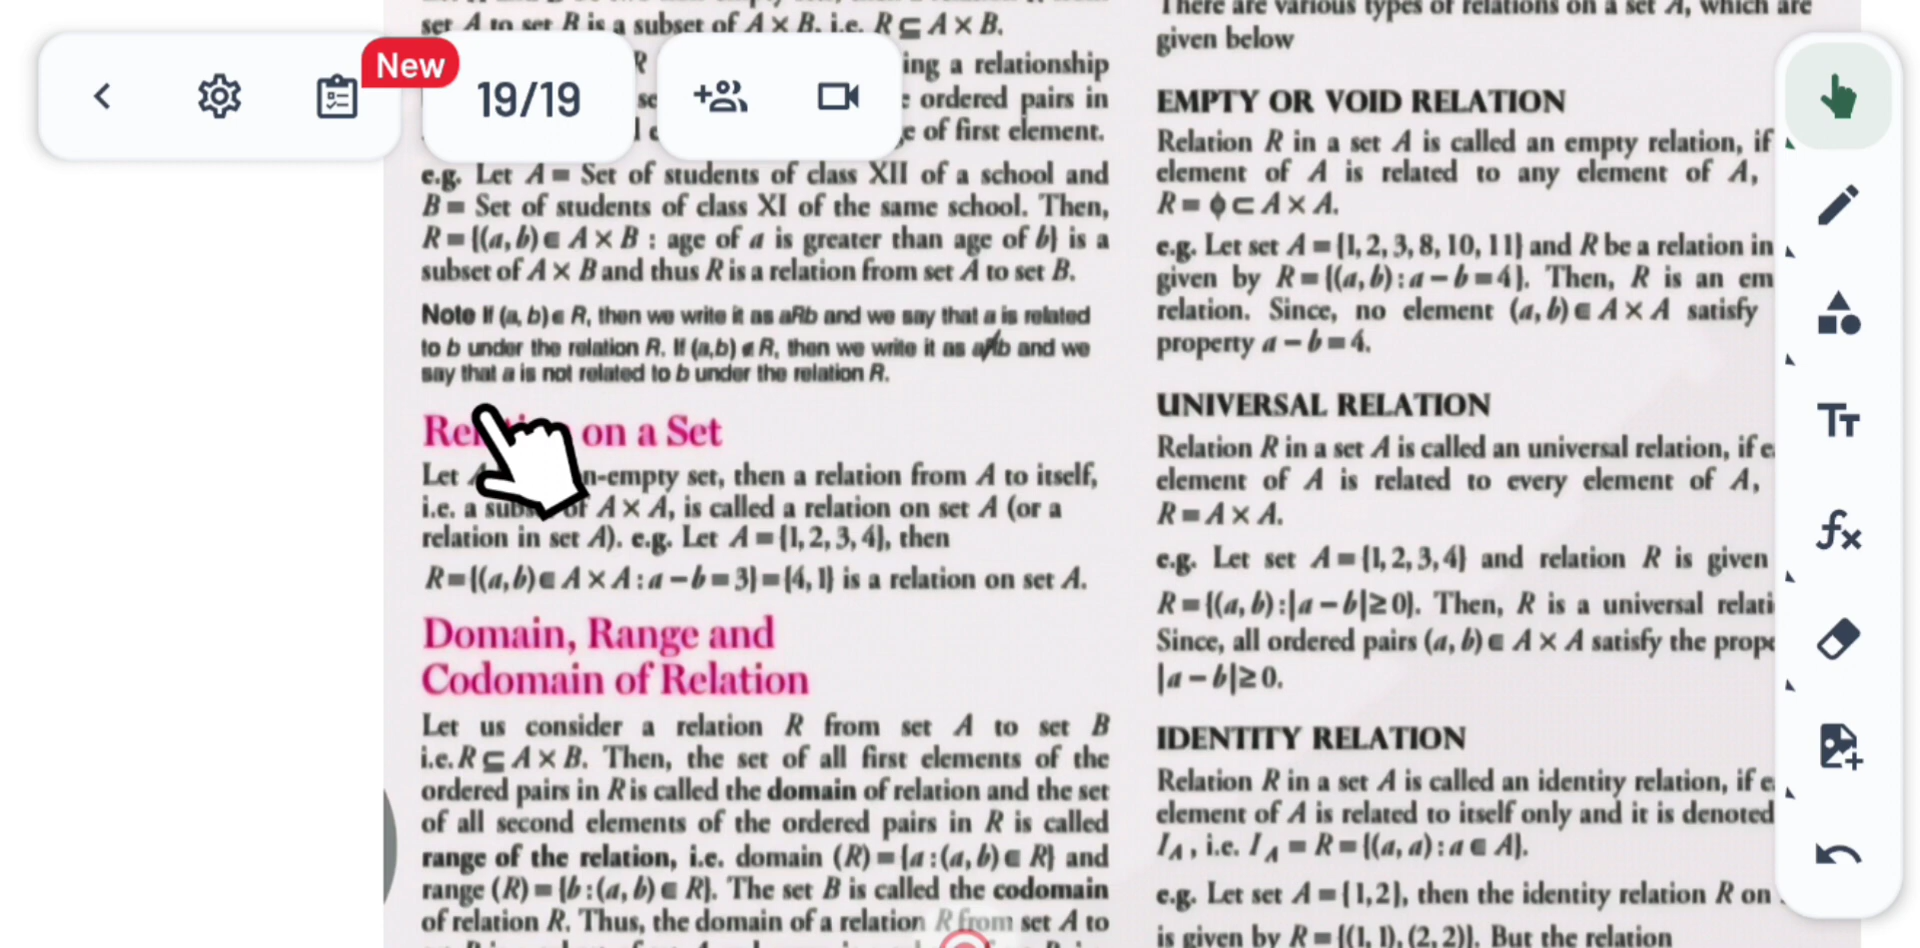 New
19/19
set A to set B is a subset of A × B, i.e. R ⊆ A × B.
R ing a relationship
se ordered pairs in
of first element.
e.g. Let A = Set of students of class XII of a school and
B = Set of students of class XI of the same school. Then,
R = {(a, b) ∈ A × B : age of a is greater than age of b} is a
subset of A × B and thus R is a relation from set A to set B.
Note If (a, b) ∈ R, then we write it as aRb and we say that a is related
to b under the relation R. If (a,b) ∉ R, then we write it as aR̸b and we
say that a is not related to b under the relation R.
on a Set
Let n-empty set, then a relation from A to itself,
i.e. a A × A, is called a relation on set A (or a
relation in set A). e.g. Let A = {1, 2, 3, 4}, then
R = {(a, b) ∈ A × A : a – b = 3} = {4, 1} is a relation on set A.
Domain, Range and
Codomain of Relation
Let us consider a relation R from set A to set B
i.e. R ⊆ A × B. Then, the set of all first elements of the
ordered pairs in R is called the domain of relation and the set
of all second elements of the ordered pairs in R is called
range of the relation, i.e. domain (R) = {a : (a, b) ∈ R} and
range (R) = {b : (a, b) ∈ R}. The set B is called the codomain
of relation R. Thus, the domain of a relation R from set A to
There are various types of relations on a set A, which are
given below
EMPTY OR VOID RELATION
Relation R in a set A is called an empty relation, if
element of A is related to any element of A,
R = ϕ ⊂ A × A.
e.g. Let set A = {1, 2, 3, 8, 10, 11} and R be a relation in
given by R = {(a, b) : a – b = 4}. Then, R is an em
relation. Since, no element (a, b) ∈ A × A satisfy
property a – b = 4.
UNIVERSAL RELATION
Relation R in a set A is called an universal relation, if e
element of A is related to every element of A,
R = A × A.
e.g. Let set A = {1, 2, 3, 4} and relation R is given
R = {(a, b) : |a – b| ≥ 0}. Then, R is a universal relati
Since, all ordered pairs (a, b) ∈ A × A satisfy the prope
|a – b| ≥ 0.
IDENTITY RELATION
Relation R in a set A is called an identity relation, if e
element of A is related to itself only and it is denoted
I_A, i.e. I_A = R = {(a, a) : a ∈ A}.
e.g. Let set A = {1, 2}, then the identity relation R on
is given by R = {(1, 1), (2, 2)}. But the relation
Tт
fx